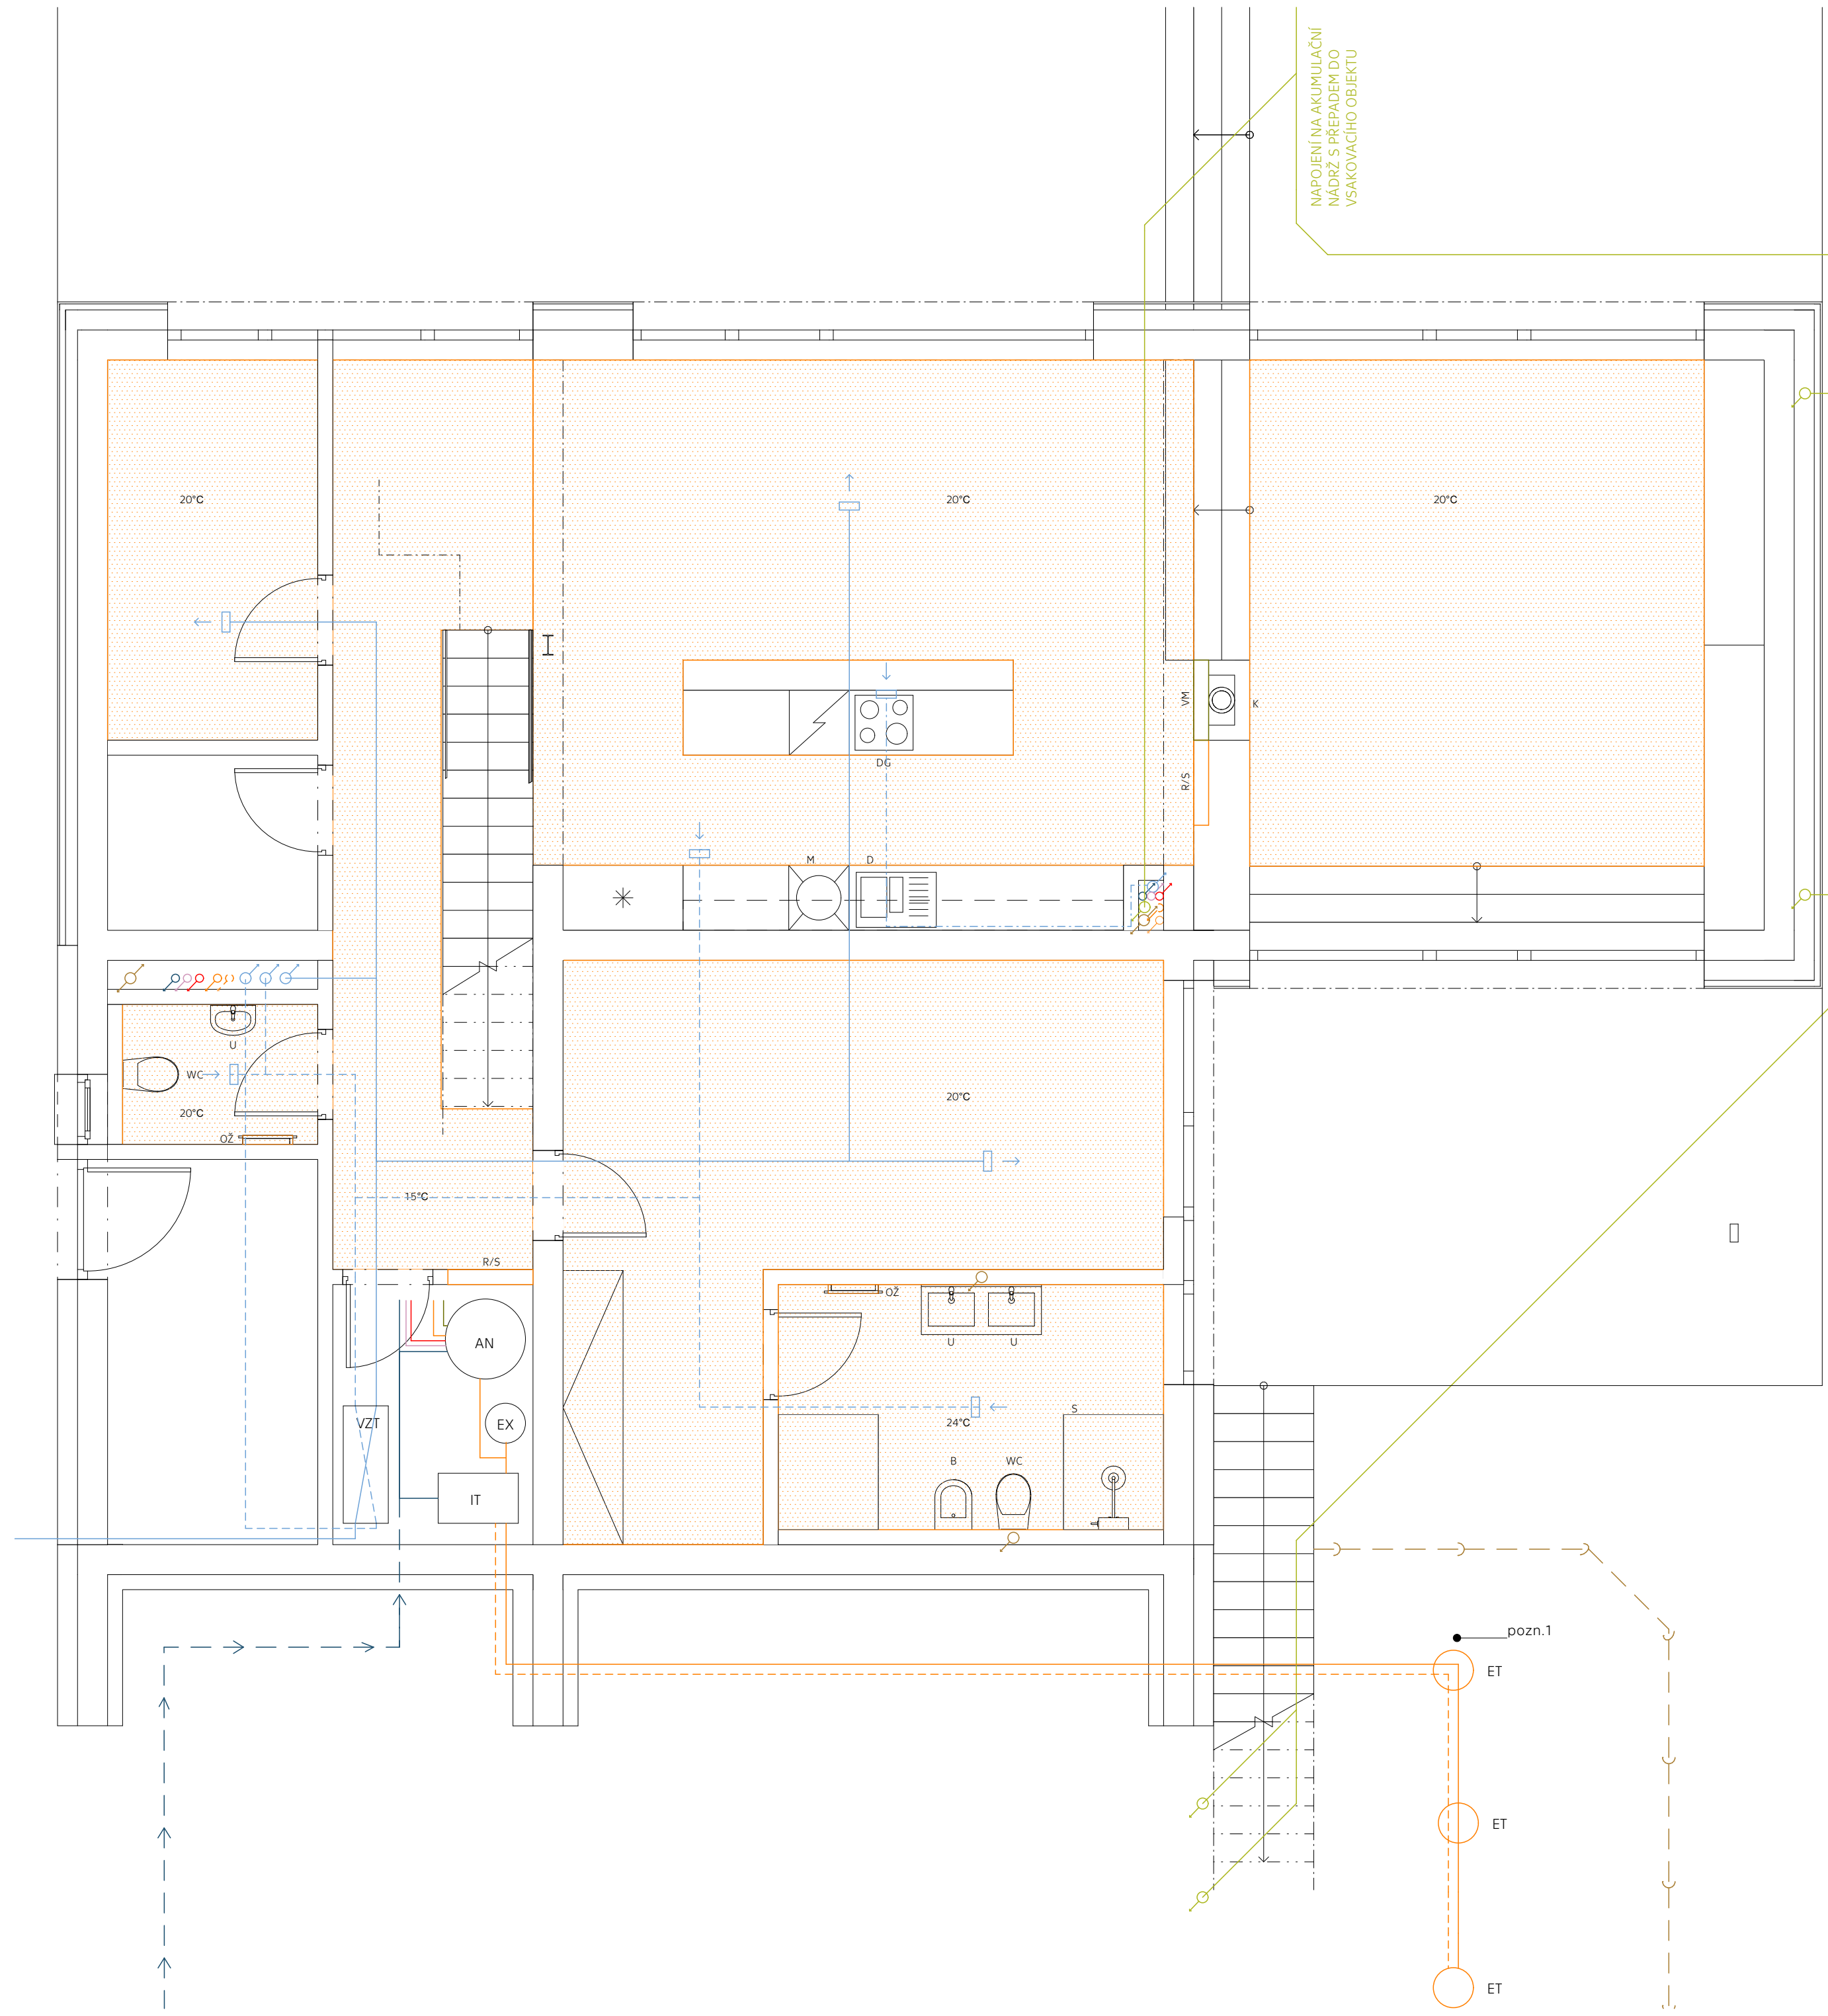 NAPOJENÍ NA AKUMULAČNÍ
NÁDRŽ S PŘEPADEM DO
VSAKOVACÍHO OBJEKTU
20°C
20°C
20°C
VM
K
DG
R/S
M
D
U
WC
20°C
OŽ
20°C
15°C
R/S
OŽ
AN
U
U
S
VZT
EX
24°C
B
WC
IT
pozn.1
ET
ET
ET